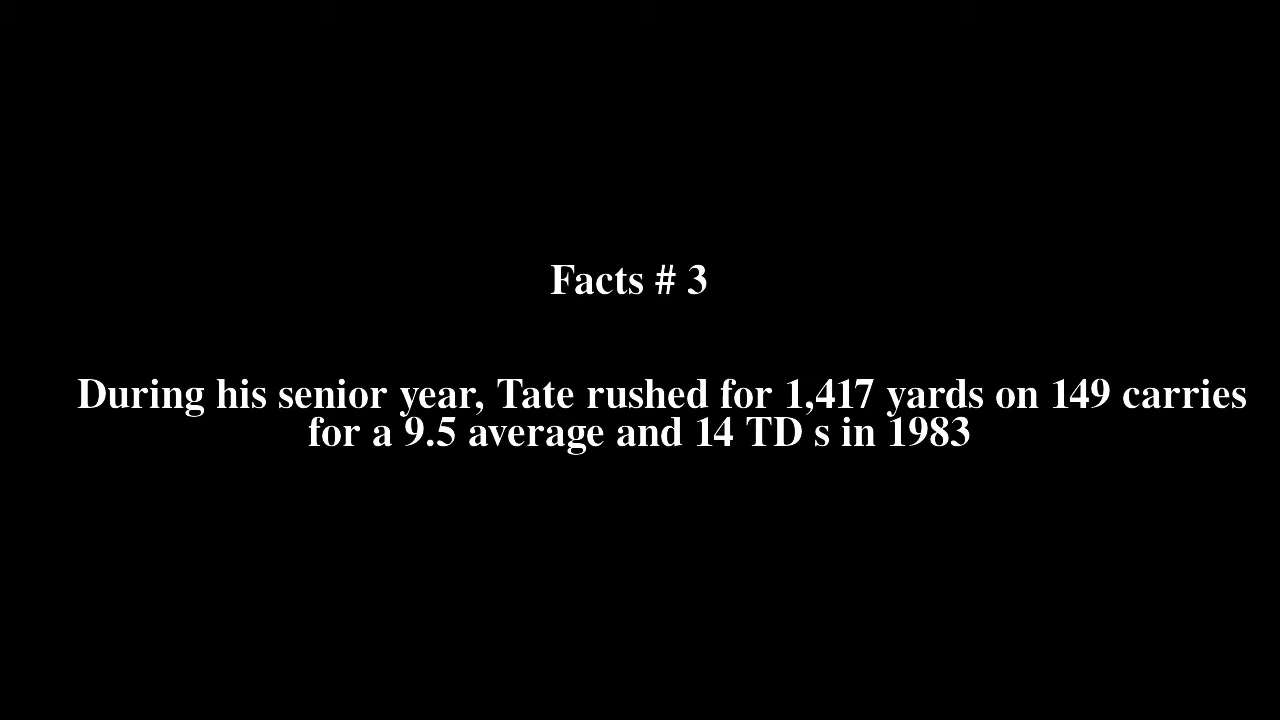 Facts # 3
During his senior year, Tate rushed for 1,417 yards on 149 carries
for a 9.5 average and 14 TD s in 1983